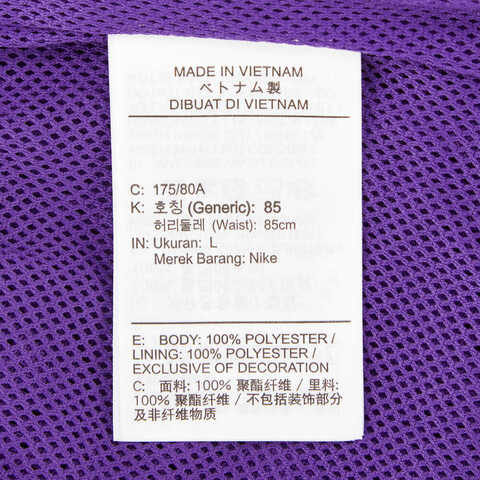 MADE IN VIETNAM
ベトナム製
DIBUAT DI VIETNAM
C: 175/80A
K: 호칭 (Generic): 85
허리둘레 (Waist): 85cm
IN: Ukuran: L
Merek Barang: Nike
E: BODY: 100% POLYESTER /
LINING: 100% POLYESTER /
EXCLUSIVE OF DECORATION
C: 面料: 100% 聚酯纤维 / 里料:
100% 聚酯纤维 / 不包括装饰部分
及非纤维物质